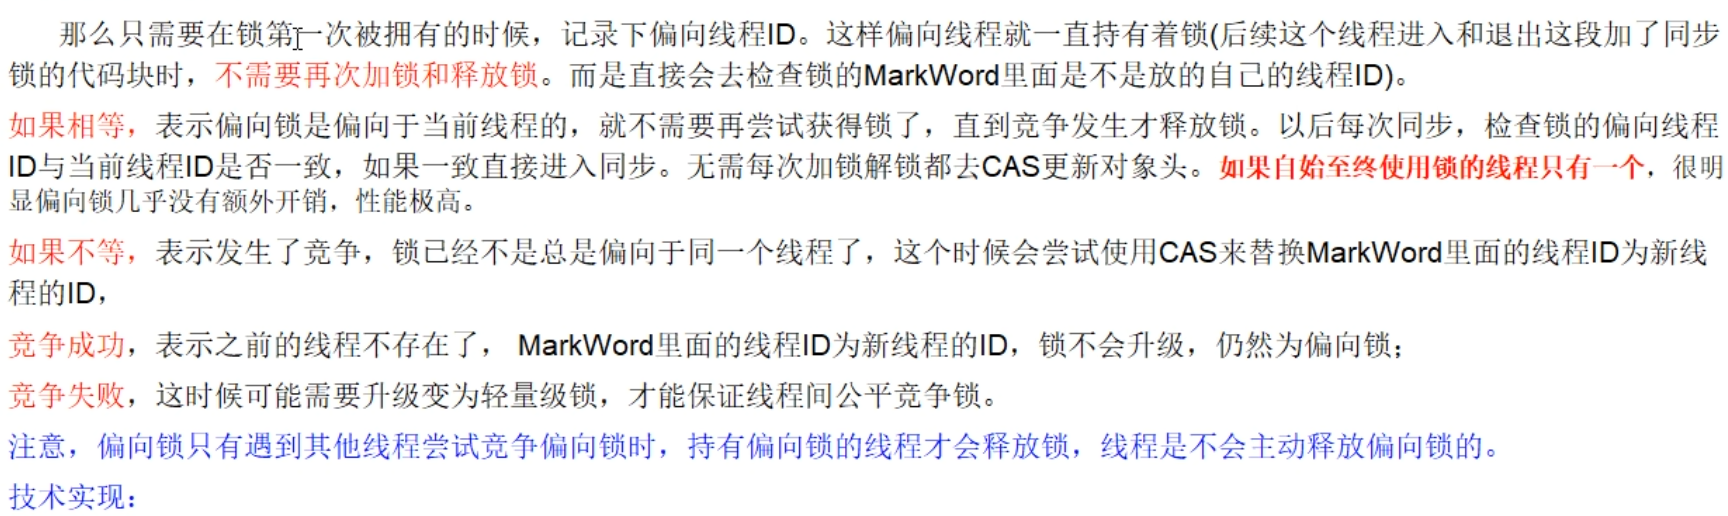 那么只需要在锁第一次被拥有的时候，记录下偏向线程ID。这样偏向线程就一直持有着锁(后续这个线程进入和退出这段加了同步
锁的代码块时，不需要再次加锁和释放锁。而是直接会去检查锁的MarkWord里面是不是放的自己的线程ID)。
如果相等，表示偏向锁是偏向于当前线程的，就不需要再尝试获得锁了，直到竞争发生才释放锁。以后每次同步，检查锁的偏向线程
ID与当前线程ID是否一致，如果一致直接进入同步。无需每次加锁解锁都去CAS更新对象头。如果自始至终使用锁的线程只有一个，很明
显偏向锁几乎没有额外开销，性能极高。
如果不等，表示发生了竞争，锁已经不是总是偏向于同一个线程了，这个时候会尝试使用CAS来替换MarkWord里面的线程ID为新线
程的ID，
竞争成功，表示之前的线程不存在了， MarkWord里面的线程ID为新线程的ID，锁不会升级，仍然为偏向锁；
竞争失败，这时候可能需要升级变为轻量级锁，才能保证线程间公平竞争锁。
注意，偏向锁只有遇到其他线程尝试竞争偏向锁时，持有偏向锁的线程才会释放锁，线程是不会主动释放偏向锁的。
技术实现：